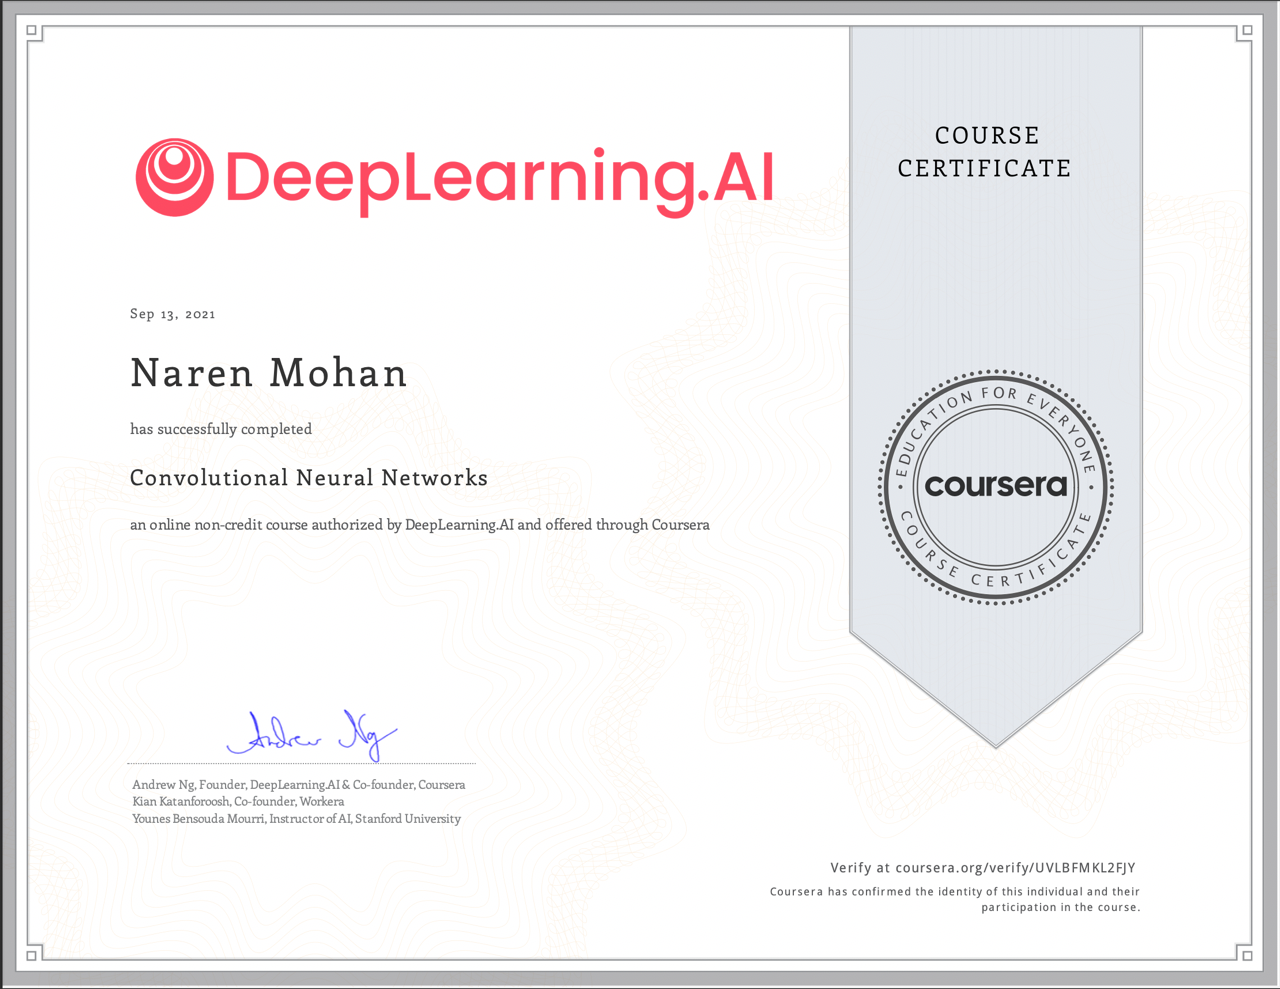 DeepLearning.AI
COURSE
CERTIFICATE
Sep 13, 2021
Naren Mohan
has successfully completed
Convolutional Neural Networks
an online non-credit course authorized by DeepLearning.AI and offered through Coursera
EDUCATION FOR EVERYONE
coursera
COURSE CERTIFICATE
Andrew Ng
Andrew Ng, Founder, DeepLearning.AI & Co-founder, Coursera
Kian Katanforoosh, Co-founder, Workera
Younes Bensouda Mourri, Instructor of AI, Stanford University
Verify at coursera.org/verify/UVLBFMKL2FJY
Coursera has confirmed the identity of this individual and their
participation in the course.